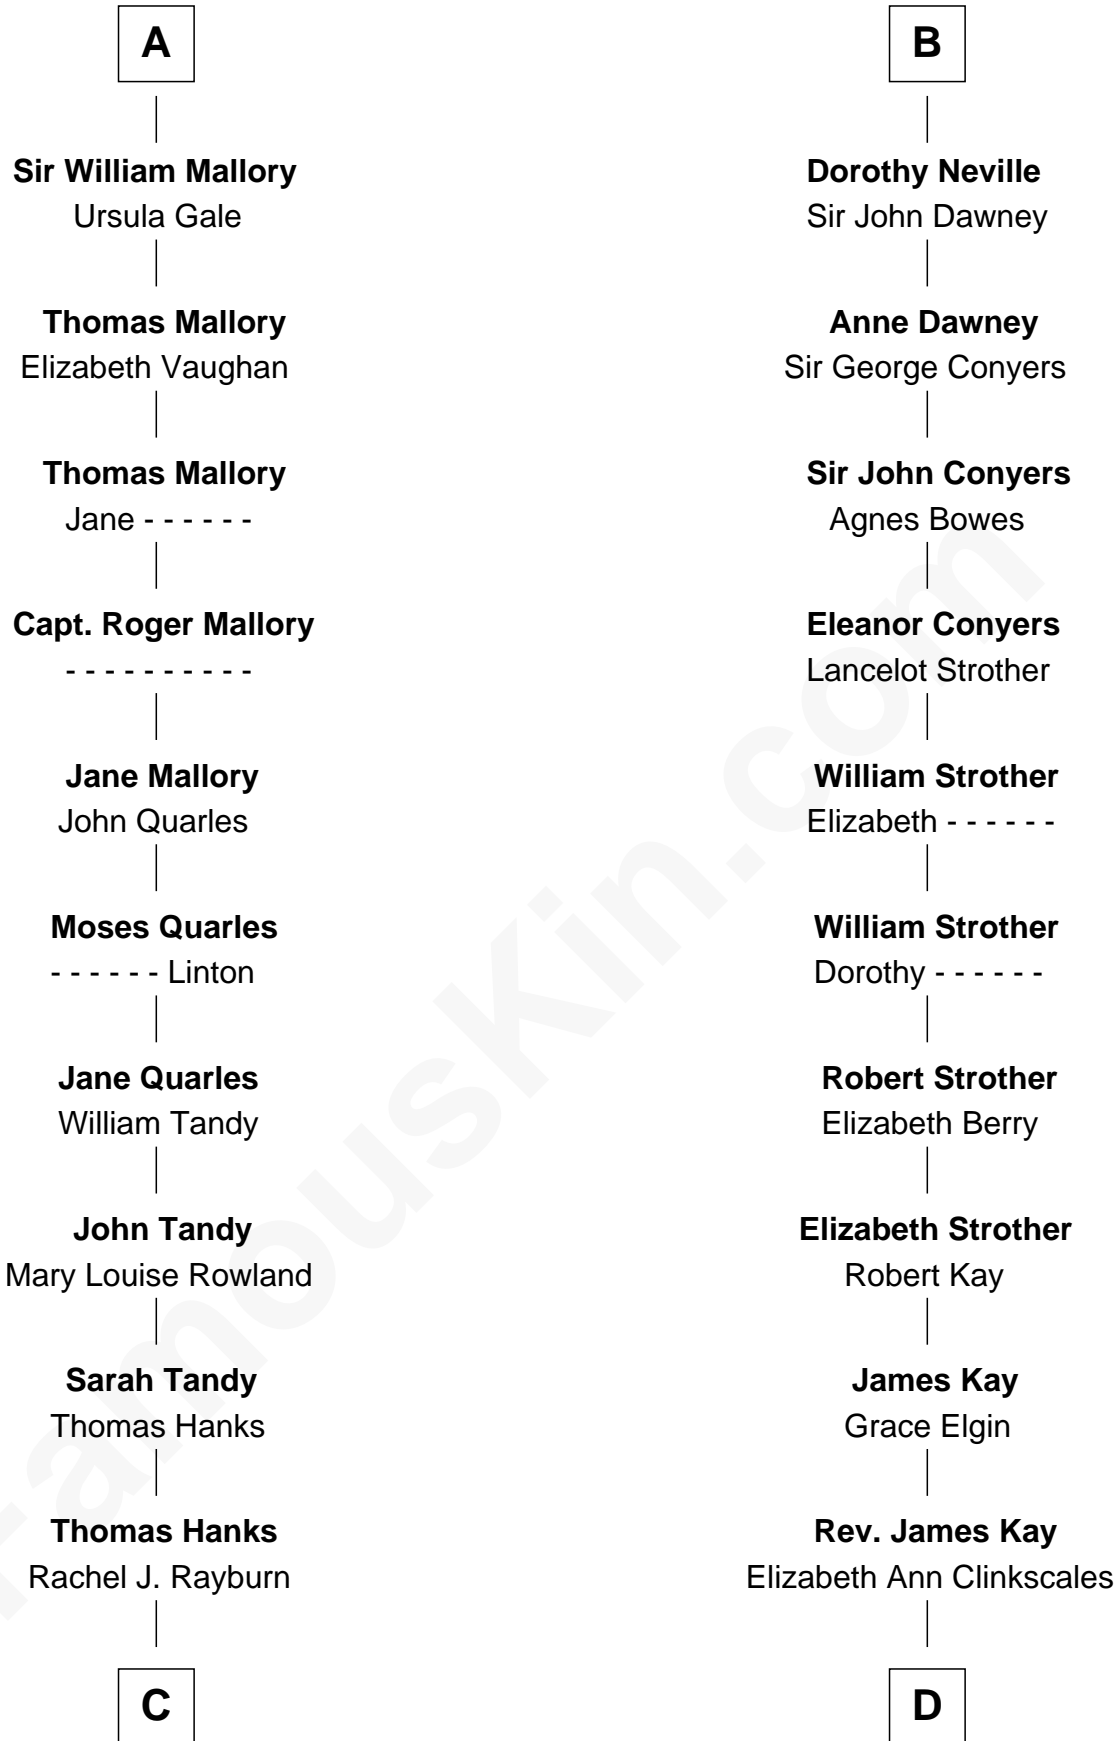 A
Sir William Mallory
Ursula Gale
Thomas Mallory
Elizabeth Vaughan
Thomas Mallory
Jane - - - - - -
Capt. Roger Mallory
- - - - - - - - - -
Jane Mallory
John Quarles
Moses Quarles
- - - - - - Linton
Jane Quarles
William Tandy
John Tandy
Mary Louise Rowland
Sarah Tandy
Thomas Hanks
Thomas Hanks
Rachel J. Rayburn
C
B
Dorothy Neville
Sir John Dawney
Anne Dawney
Sir George Conyers
Sir John Conyers
Agnes Bowes
Eleanor Conyers
Lancelot Strother
William Strother
Elizabeth - - - - - -
William Strother
Dorothy - - - - - -
Robert Strother
Elizabeth Berry
Elizabeth Strother
Robert Kay
James Kay
Grace Elgin
Rev. James Kay
Elizabeth Ann Clinkscales
D
FamousKin.com